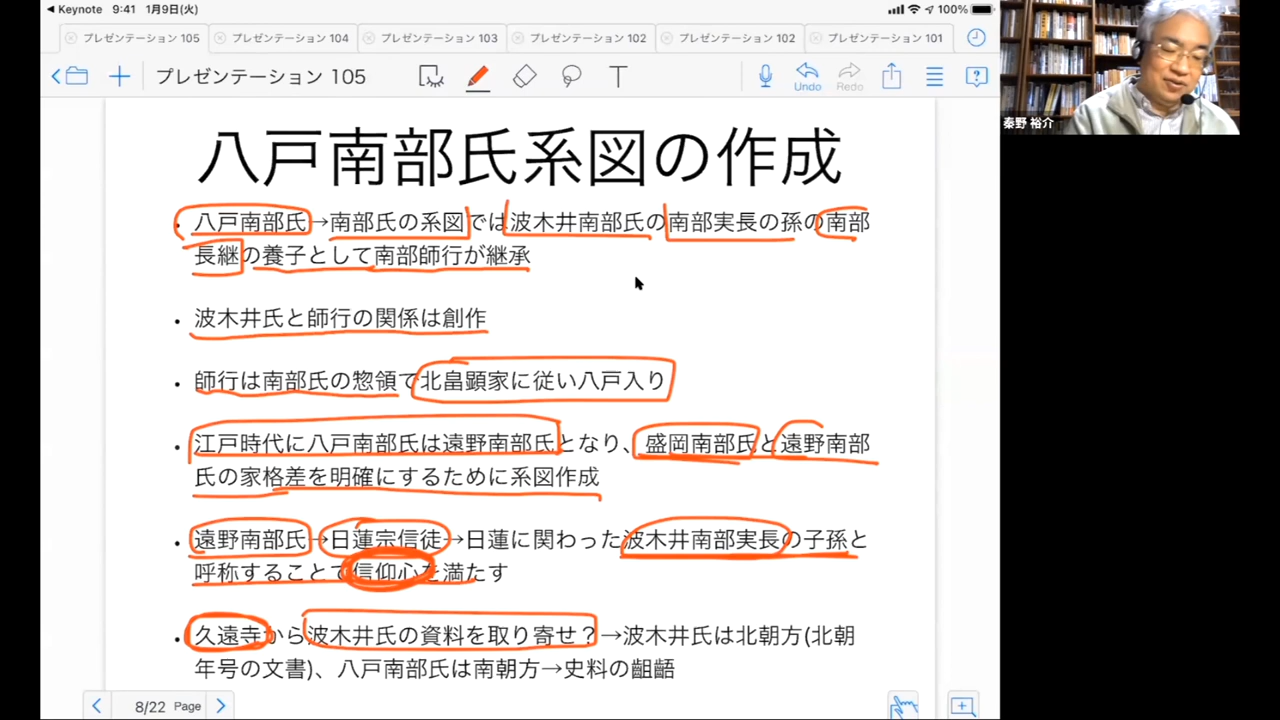 Keynote 9:41 1月9日(火) 100%
プレゼンテーション 105 プレゼンテーション 104 プレゼンテーション 103 プレゼンテーション 102 プレゼンテーション 102 プレゼンテーション 101
プレゼンテーション 105 T Undo Redo
秦野 裕介
八戸南部氏系図の作成
・八戸南部氏→南部氏の系図では波木井南部氏の南部実長の孫の南部
長継の養子として南部師行が継承
・波木井氏と師行の関係は創作
・師行は南部氏の惣領で北畠顕家に従い八戸入り
・江戸時代に八戸南部氏は遠野南部氏となり、盛岡南部氏と遠野南部
氏の家格差を明確にするために系図作成
・遠野南部氏→日蓮宗信徒→日蓮に関わった波木井南部実長の子孫と
呼称することで信仰心を満たす
・久遠寺から波木井氏の資料を取り寄せ？→波木井氏は北朝方(北朝
年号の文書)、八戸南部氏は南朝方→史料の齟齬
8/22 Page